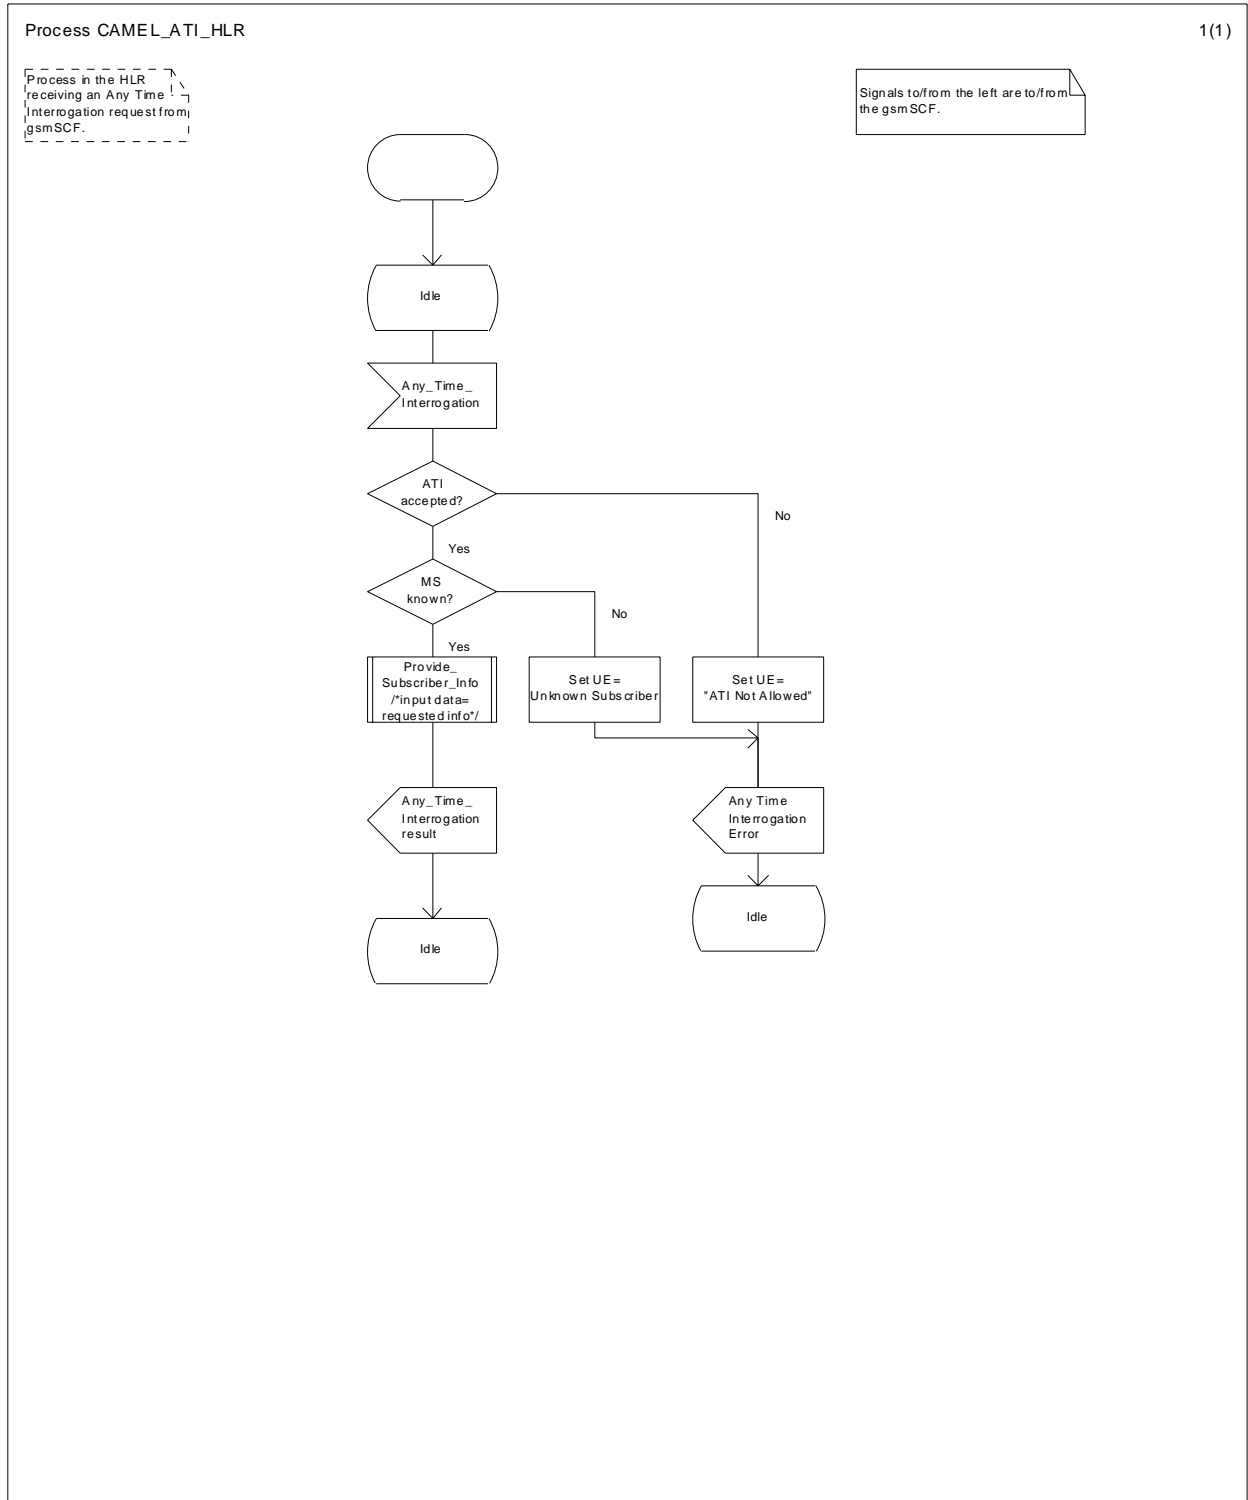 Process CAMEL_ATI_HLR
1(1)
Process in the HLR
receiving an Any Time
Interrogation request from
gsmSCF.
Signals to/from the left are to/from
the gsmSCF.
Idle
Any_Time_
Interrogation
ATI
accepted?
No
Yes
MS
known?
No
Yes
Provide_
Subscriber_Info
/*input data=
requested info*/
Set UE=
Unknown Subscriber
Set UE=
"ATI Not Allowed"
Any_Time_
Interrogation
result
Any Time
Interrogation
Error
Idle
Idle